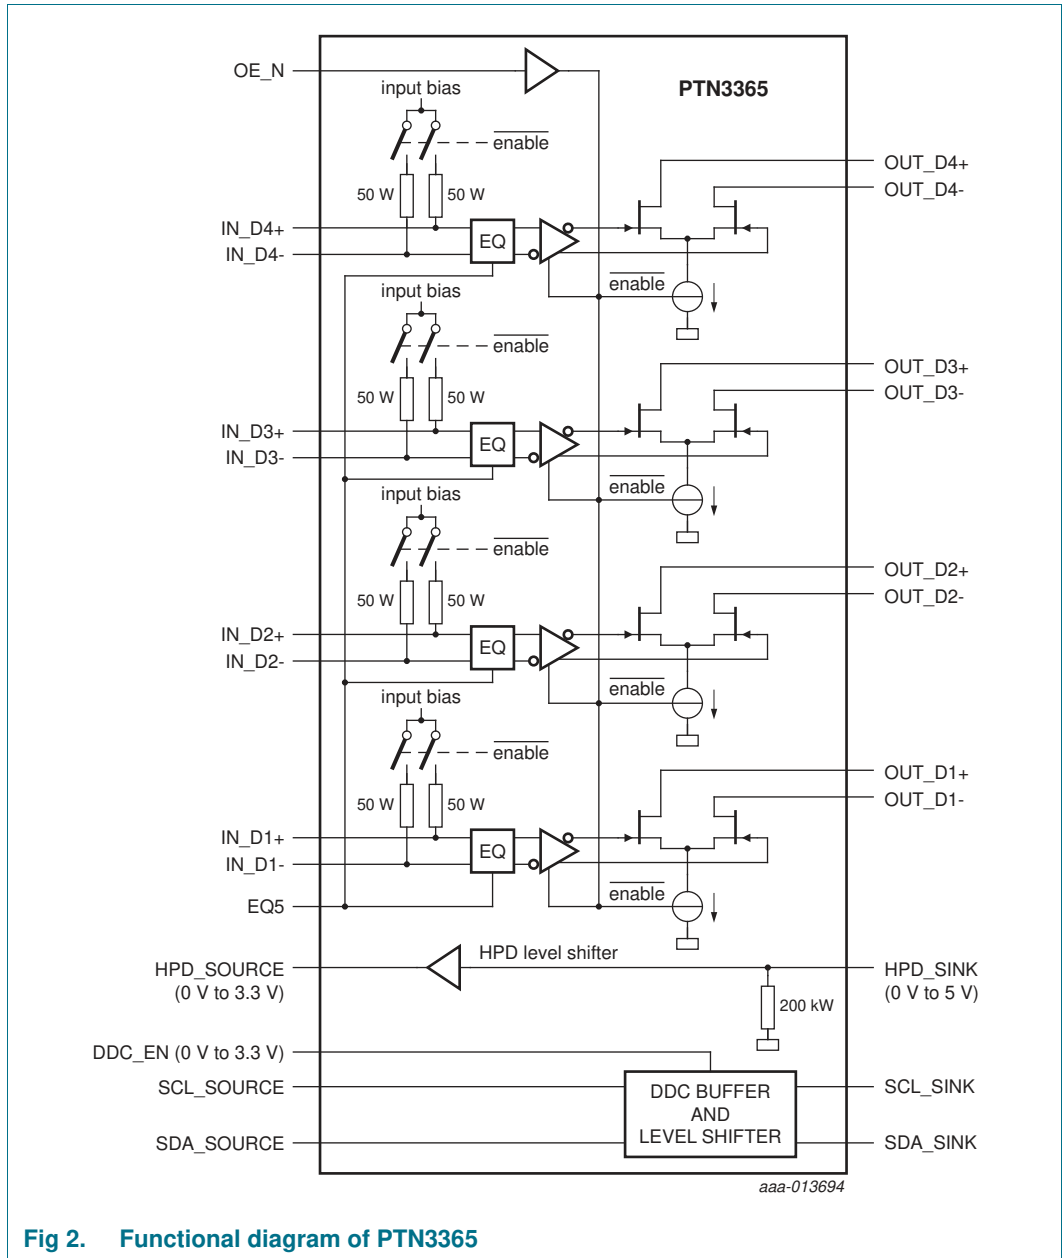 OE_N
input bias
PTN3365
enable
50 W
50 W
OUT_D4+
OUT_D4-
IN_D4+
IN_D4-
EQ
enable
input bias
enable
50 W
50 W
OUT_D3+
OUT_D3-
IN_D3+
IN_D3-
EQ
enable
input bias
enable
50 W
50 W
OUT_D2+
OUT_D2-
IN_D2+
IN_D2-
EQ
enable
input bias
enable
50 W
50 W
OUT_D1+
OUT_D1-
IN_D1+
IN_D1-
EQ
enable
EQ5
HPD level shifter
HPD_SOURCE
(0 V to 3.3 V)
HPD_SINK
(0 V to 5 V)
200 kW
DDC_EN (0 V to 3.3 V)
SCL_SOURCE
DDC BUFFER
AND
LEVEL SHIFTER
SCL_SINK
SDA_SOURCE
SDA_SINK
aaa-013694
Fig 2. Functional diagram of PTN3365